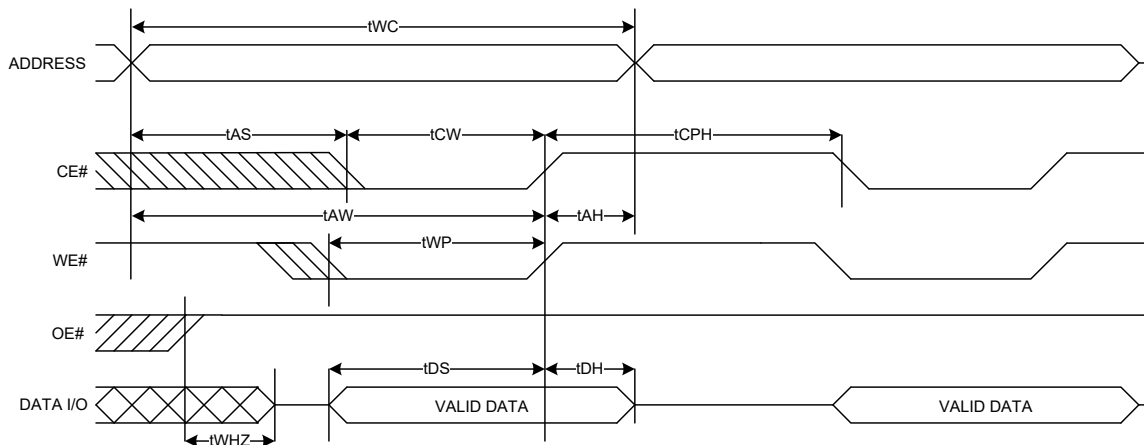 tWC
ADDRESS
tAS
tCW
tCPH
CE#
tAW
tAH
WE#
tWP
OE#
tDS
tDH
DATA I/O
VALID DATA
VALID DATA
tWHZ